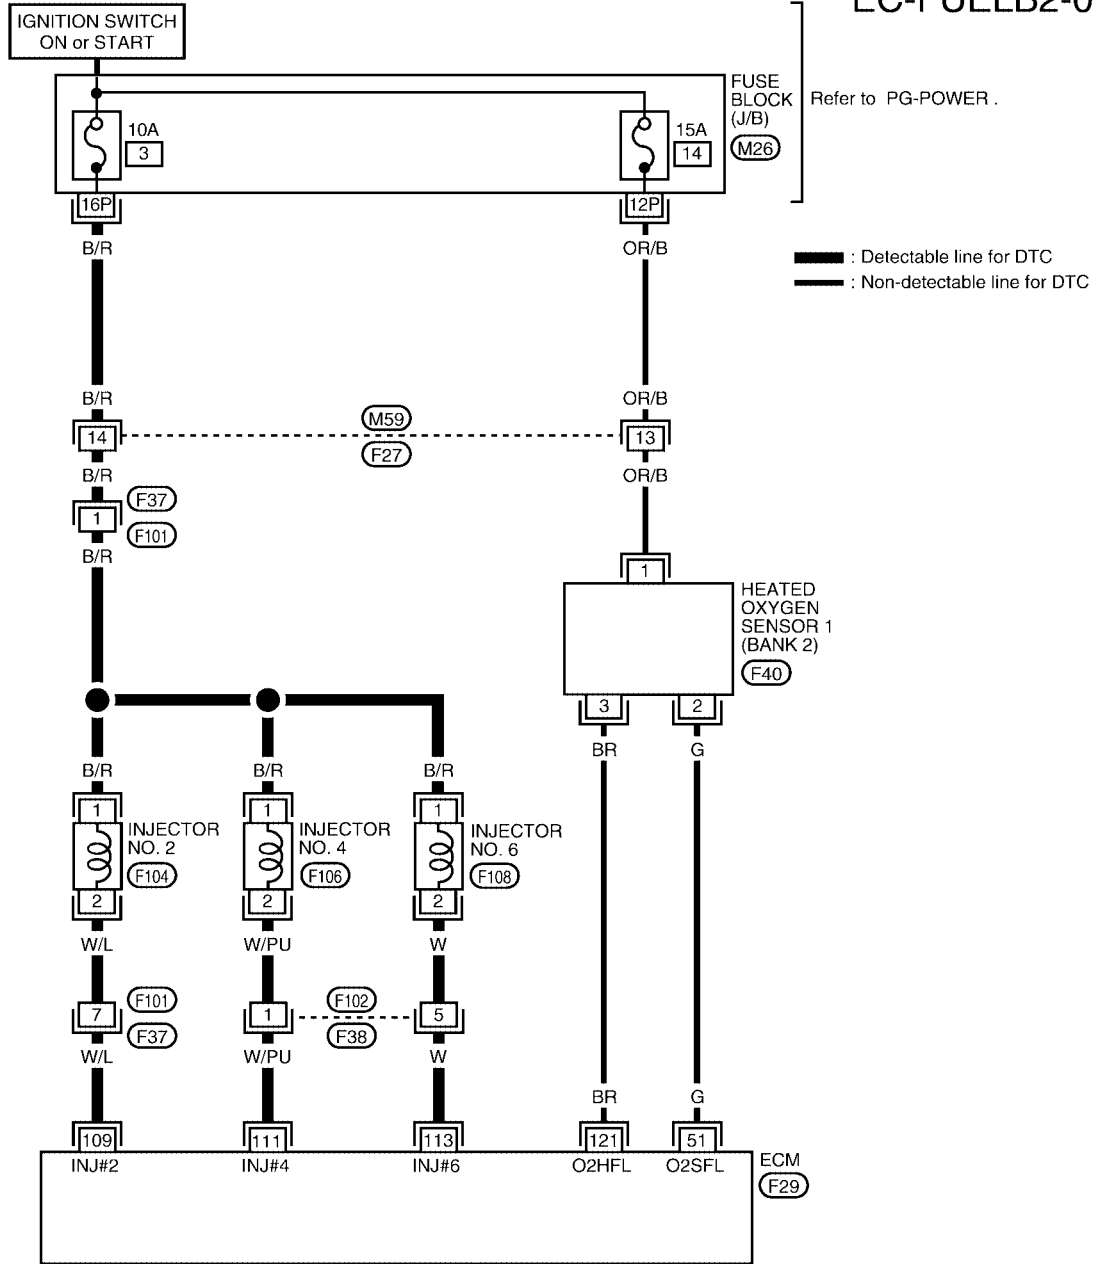 EC-FUELB2-0
IGNITION SWITCH
ON or START
FUSE
BLOCK
(J/B)
M26
Refer to PG-POWER .
10A
3
15A
14
16P
12P
B/R
OR/B
: Detectable line for DTC
: Non-detectable line for DTC
B/R
OR/B
14
M59
F27
13
B/R
OR/B
1
F37
F101
B/R
1
HEATED
OXYGEN
SENSOR 1
(BANK 2)
F40
3
2
BR
G
B/R
B/R
B/R
1
1
1
INJECTOR
NO. 2
F104
INJECTOR
NO. 4
F106
INJECTOR
NO. 6
F108
2
2
2
W/L
W/PU
W
7
F101
F37
1
F102
F38
5
W/L
W/PU
W
BR
G
109
111
113
121
51
INJ#2
INJ#4
INJ#6
O2HFL
O2SFL
ECM
F29